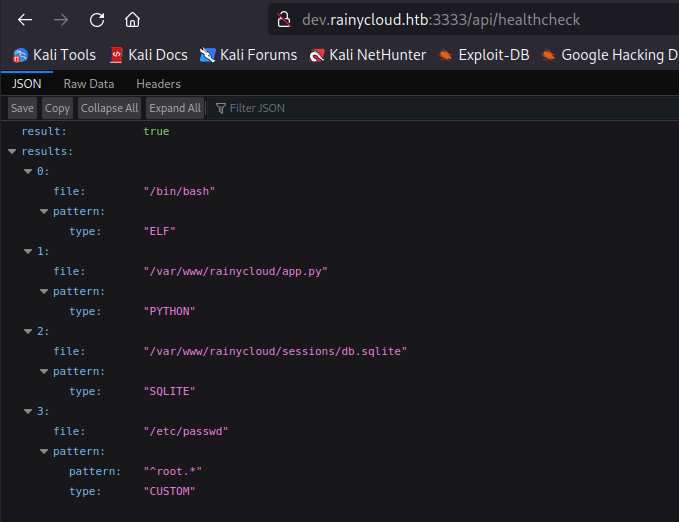 dev.rainycloud.htb:3333/api/healthcheck
Kali Tools Kali Docs Kali Forums Kali NetHunter Exploit-DB Google Hacking D
JSON Raw Data Headers
Save Copy Collapse All Expand All Filter JSON
result: true
results:
0:
file: "/bin/bash"
pattern:
type: "ELF"
1:
file: "/var/www/rainycloud/app.py"
pattern:
type: "PYTHON"
2:
file: "/var/www/rainycloud/sessions/db.sqlite"
pattern:
type: "SQLITE"
3:
file: "/etc/passwd"
pattern:
pattern: "^root.*"
type: "CUSTOM"